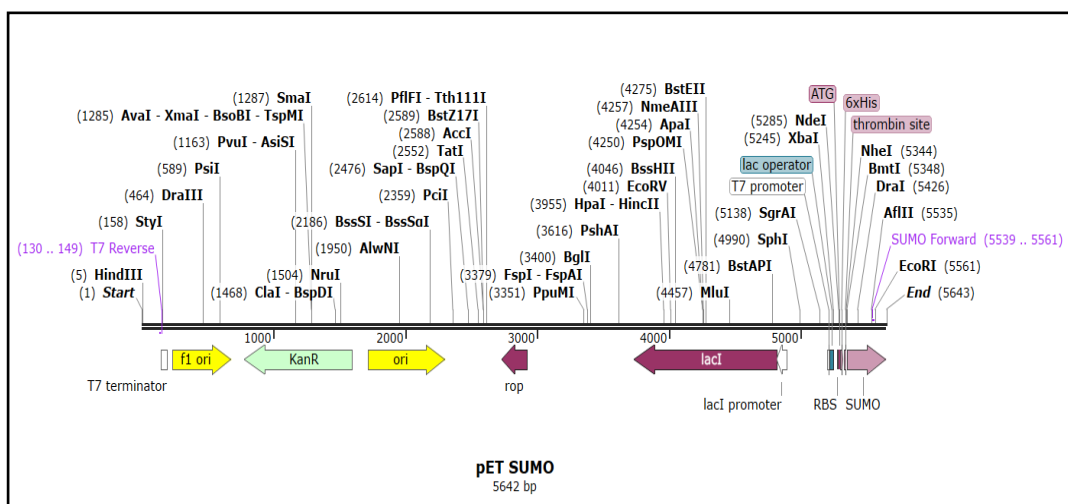 (1287) SmaI
(1285) AvaI - XmaI - BsoBI - TspMI
(1163) PvuI - AsiSI
(589) PsiI
(464) DraIII
(158) StyI
(130 .. 149) T7 Reverse
(5) HindIII
(1) Start
(2614) PflFI - Tth111I
(2589) BstZ17I
(2588) AccI
(2552) TatI
(2476) SapI - BspQI
(2359) PciI
(2186) BssSI - BssSαI
(1950) AlwNI
(1504) NruI
(1468) ClaI - BspDI
(4275) BstEII
(4257) NmeAIII
(4254) ApaI
(4250) PspOMI
(4046) BssHII
(4011) EcoRV
(3955) HpaI - HincII
(3616) PshAI
(3400) BglI
(3379) FspI - FspAI
(3351) PpuMI
ATG
6xHis
(5285) NdeI
thrombin site
(5245) XbaI
NheI (5344)
lac operator
BmtI (5348)
T7 promoter
DraI (5426)
(5138) SgrAI
AflII (5535)
(4990) SphI
SUMO Forward (5539 .. 5561)
(4781) BstAPI
EcoRI (5561)
(4457) MluI
End (5643)
1000
2000
3000
4000
5000
f1 ori
KanR
ori
lacI
T7 terminator
rop
lacI promoter
RBS
SUMO
pET SUMO
5642 bp